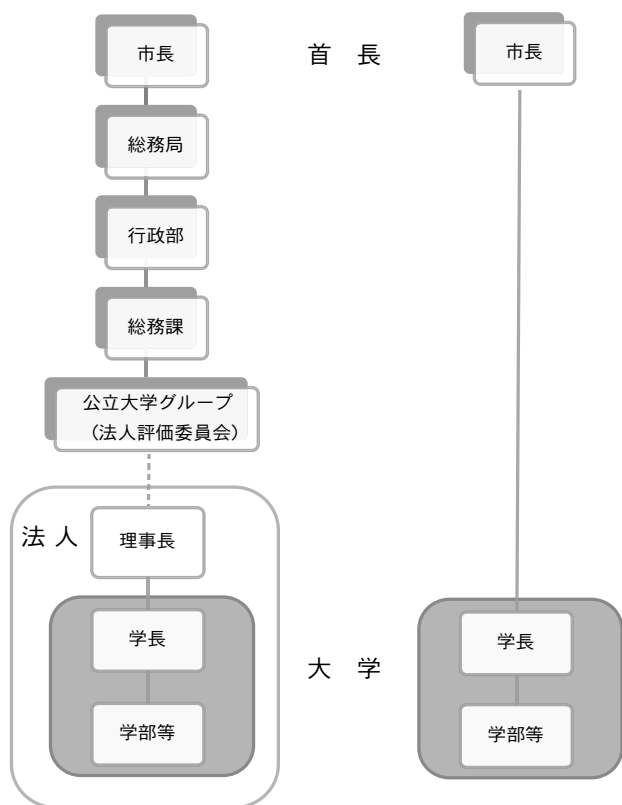 市長
首 長
市長
総務局
行政部
総務課
公立大学グループ
（法人評価委員会）
法 人
理事長
学長
大 学
学長
学部等
学部等